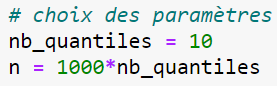 # choix des paramètres
nb_quantiles = 10
n = 1000*nb_quantiles